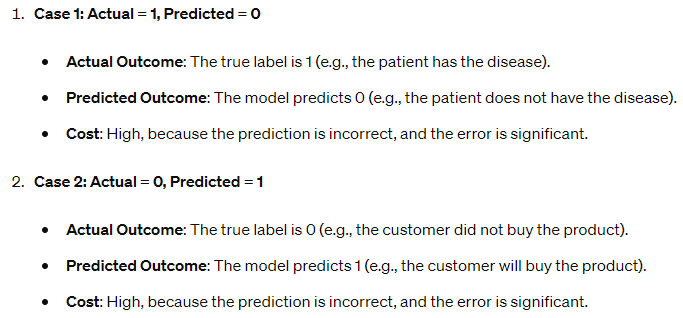 1. Case 1: Actual = 1, Predicted = 0
• Actual Outcome: The true label is 1 (e.g., the patient has the disease).
• Predicted Outcome: The model predicts 0 (e.g., the patient does not have the disease).
• Cost: High, because the prediction is incorrect, and the error is significant.
2. Case 2: Actual = 0, Predicted = 1
• Actual Outcome: The true label is 0 (e.g., the customer did not buy the product).
• Predicted Outcome: The model predicts 1 (e.g., the customer will buy the product).
• Cost: High, because the prediction is incorrect, and the error is significant.